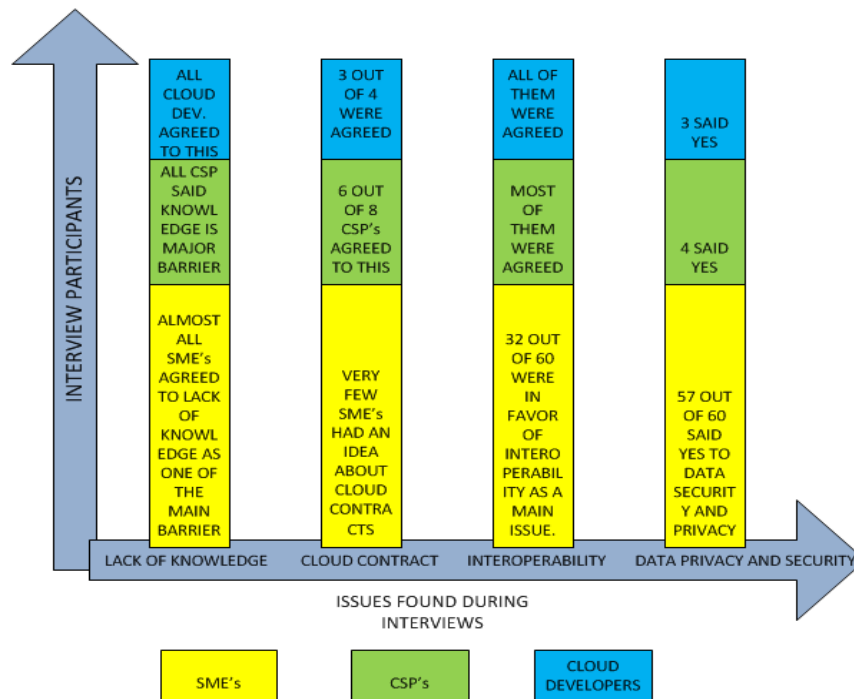 INTERVIEW PARTICIPANTS
ALL
CLOUD
DEV.
AGREED
TO THIS
ALL CSP
SAID
KNOWL
EDGE IS
MAJOR
BARRIER
ALMOST
ALL
SME's
AGREED
TO LACK
OF
KNOWL
EDGE AS
ONE OF
THE
MAIN
BARRIER
3 OUT
OF 4
WERE
AGREED
6 OUT
OF 8
CSP's
AGREED
TO THIS
VERY
FEW
SME's
HAD AN
IDEA
ABOUT
CLOUD
CONTRA
CTS
ALL OF
THEM
WERE
AGREED
MOST
OF
THEM
WERE
AGREED
32 OUT
OF 60
WERE
IN
FAVOR
OF
INTERO
PERABIL
ITY AS A
MAIN
ISSUE.
3 SAID
YES
4 SAID
YES
57 OUT
OF 60
SAID
YES TO
DATA
SECURIT
Y AND
PRIVACY
LACK OF KNOWLEDGE
CLOUD CONTRACT
INTEROPERABILITY
DATA PRIVACY AND SECURITY
ISSUES FOUND DURING
INTERVIEWS
SME's
CSP's
CLOUD
DEVELOPERS